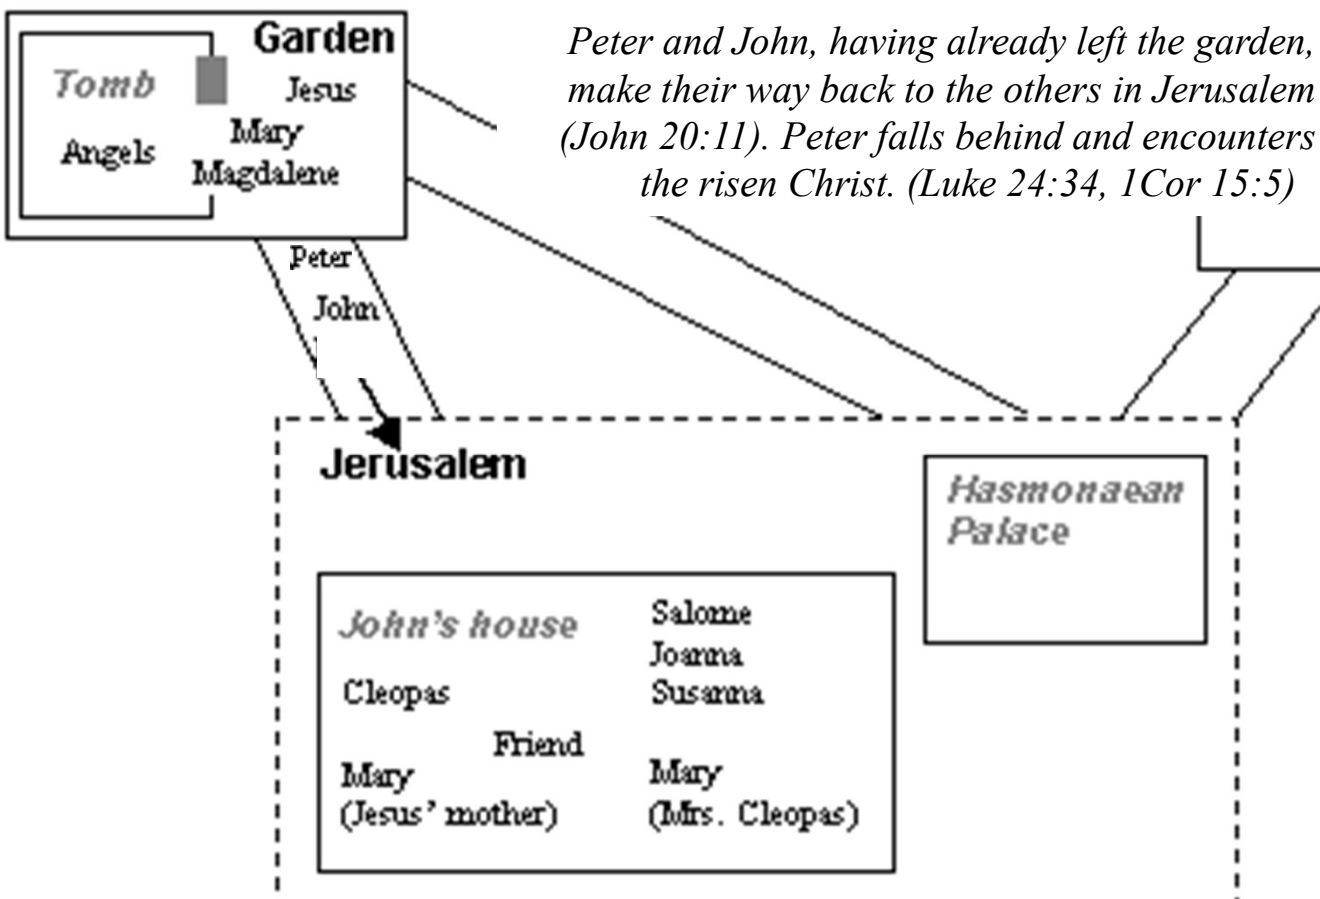 Garden
Tomb
Jesus
Mary
Magdalene
Angels
Peter and John, having already left the garden,
make their way back to the others in Jerusalem
(John 20:11). Peter falls behind and encounters
the risen Christ. (Luke 24:34, 1Cor 15:5)
Peter
John
Jerusalem
Hasmonaean
Palace
John's house
Cleopas
Friend
Mary
(Jesus' mother)
Salome
Joanna
Susanna
Mary
(Mrs. Cleopas)